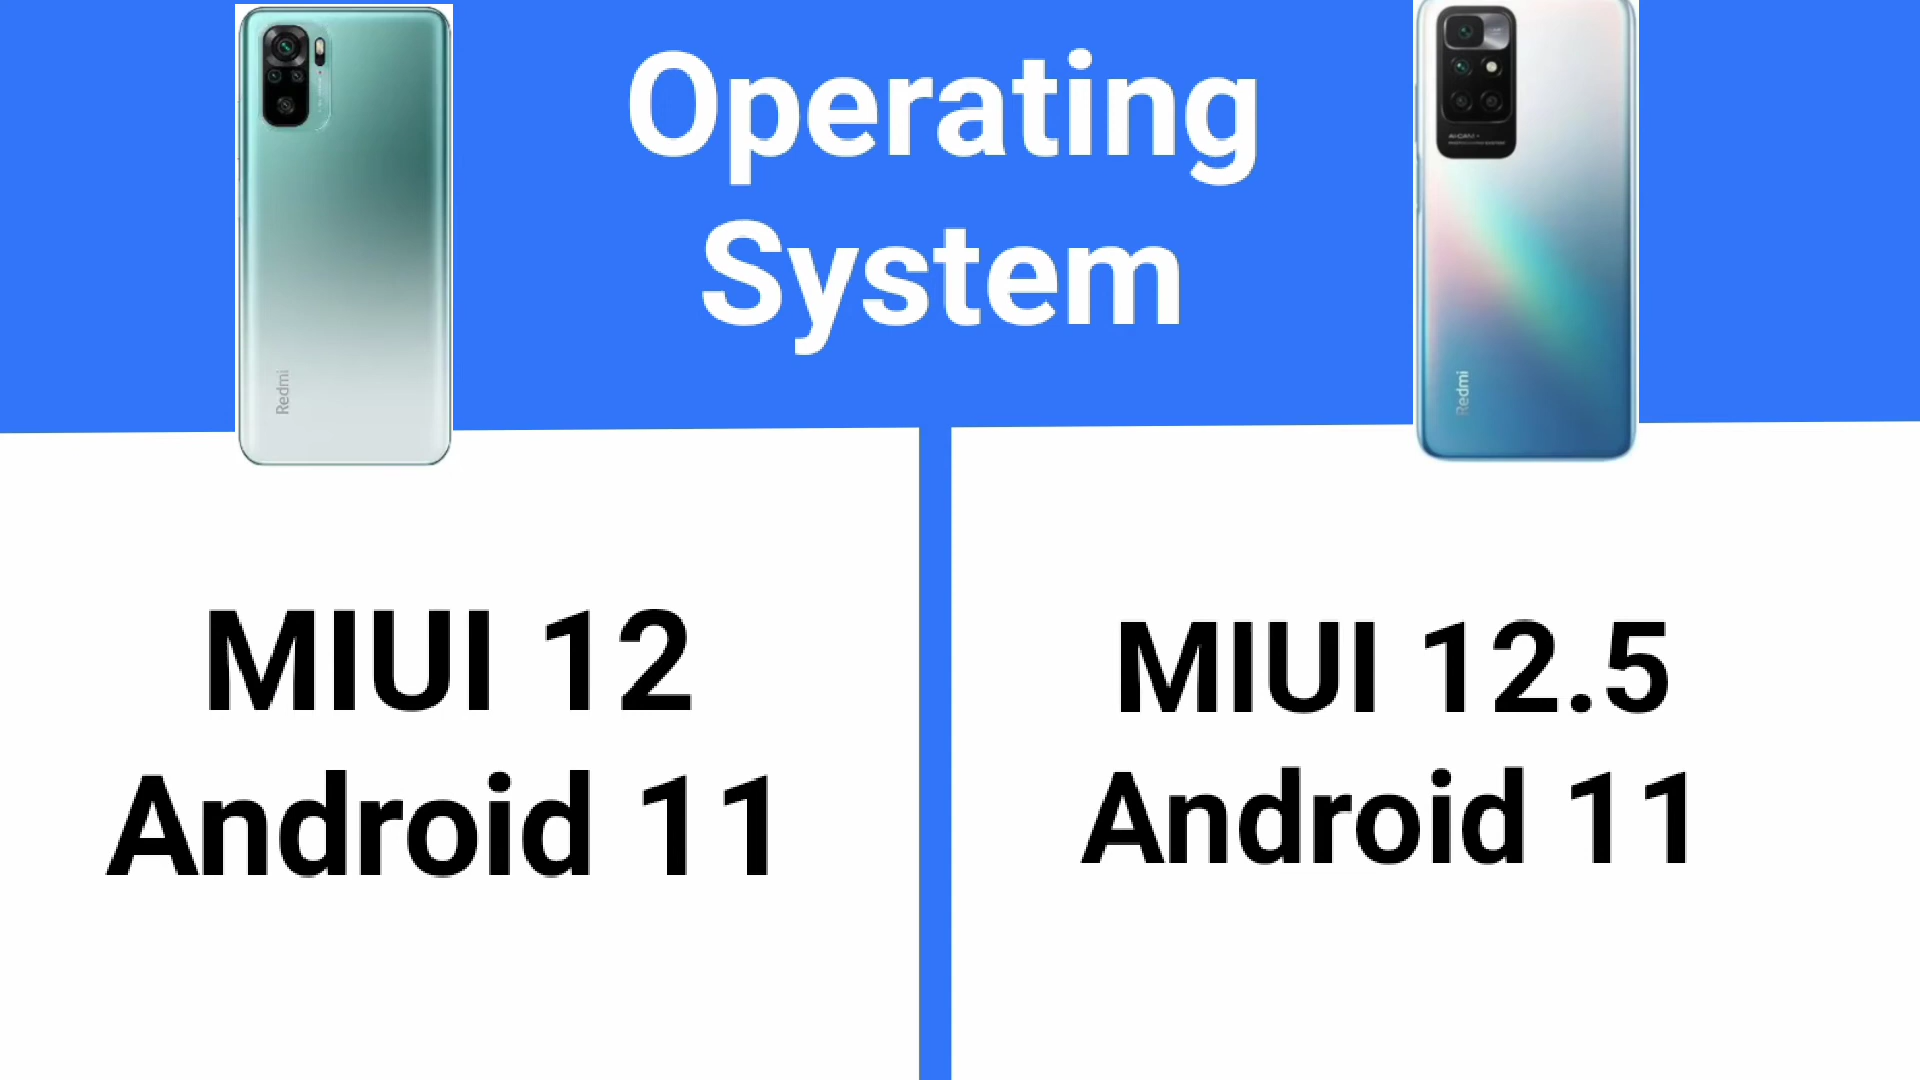 Operating
System
Redmi
Redmi
MIUI 12
Android 11
MIUI 12.5
Android 11